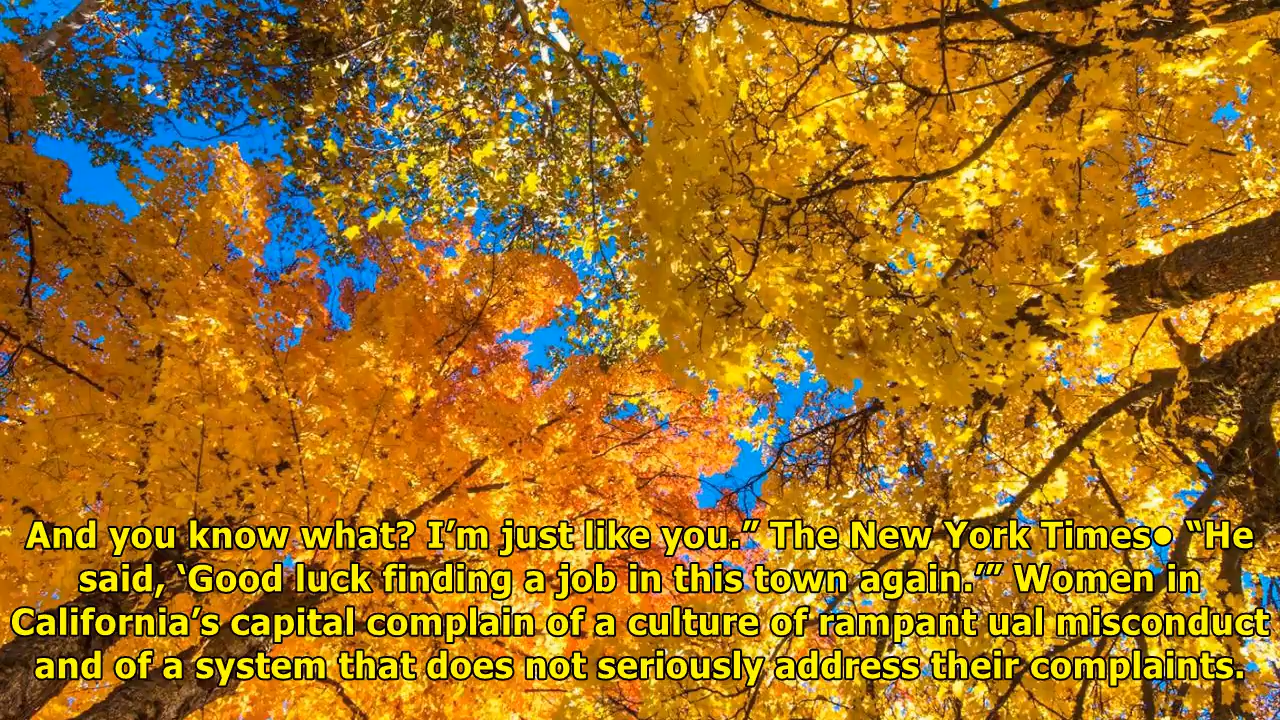 And you know what? I’m just like you.” The New York Times● “He
said, ‘Good luck finding a job in this town again.’” Women in
California’s capital complain of a culture of rampant ual misconduct
and of a system that does not seriously address their complaints.